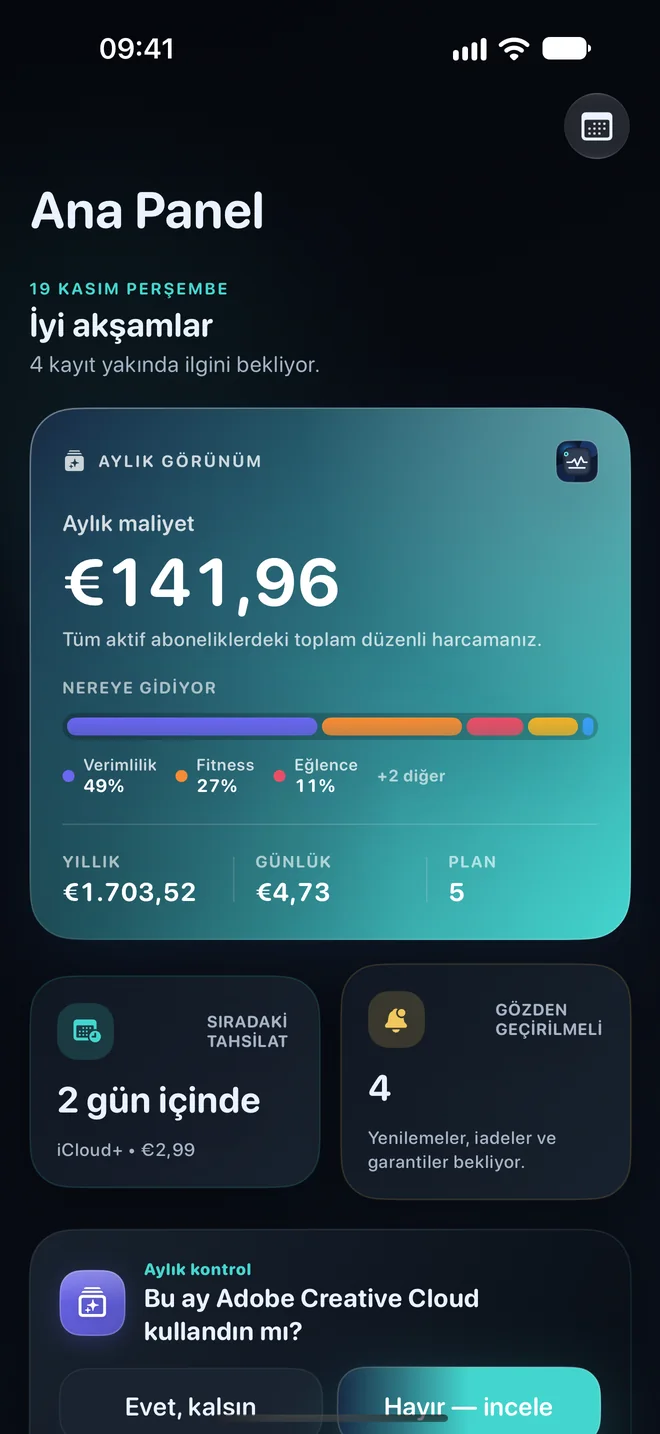 09:41
Ana Panel
19 KASIM PERŞEMBE
İyi akşamlar
4 kayıt yakında ilgini bekliyor.
AYLIK GÖRÜNÜM
Aylık maliyet
€141,96
Tüm aktif aboneliklerdeki toplam düzenli harcamanız.
NEREYE GİDİYOR
Verimlilik
49%
Fitness
27%
Eğlence
11%
+2 diğer
YILLIK
€1.703,52
GÜNLÜK
€4,73
PLAN
5
SIRADAKİ
TAHSİLAT
2 gün içinde
iCloud+ • €2,99
GÖZDEN
GEÇİRİLMELİ
4
Yenilemeler, iadeler ve
garantiler bekliyor.
Aylık kontrol
Bu ay Adobe Creative Cloud
kullandın mı?
Evet, kalsın
Hayır — incele